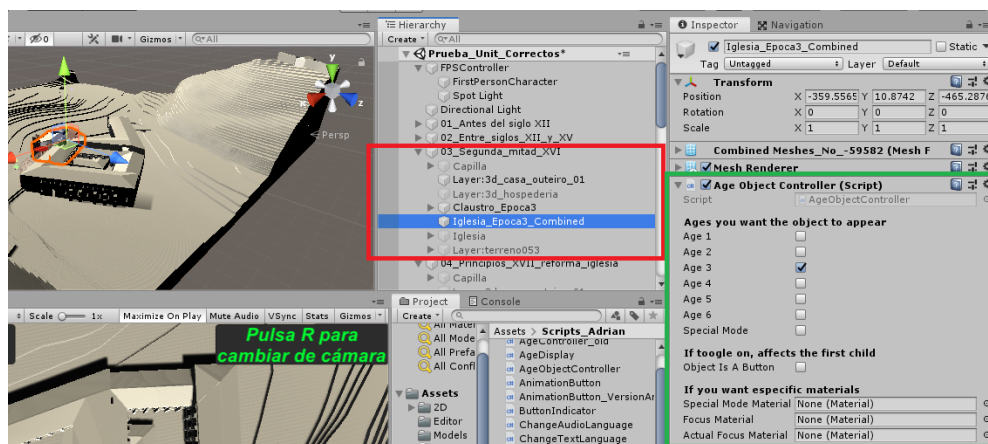 Hierarchy
Inspector
Navigation
0
Gizmos
All
Create
All
Iglesia_Epoca3_Combined
Static
Prueba_Unit_Correctos*
Tag Untagged
Layer Default
FPSController
FirstPersonCharacter
Transform
Spot Light
Position X -359.5565 Y 10.8742 Z -465.2876
Directional Light
Rotation X 0 Y 0 Z 0
01_Antes del siglo XII
Scale X 1 Y 1 Z 1
02_Entre_siglos_XII_y_XV
y
x
z
Persp
03_Segunda_mitad_XVI
Combined Meshes_No_-59582 (Mesh F
Capilla
Mesh Renderer
Layer:3d_casa_outeiro_01
Age Object Controller (Script)
Layer:3d_hospederia
Script AgeObjectController
Claustro_Epoca3
Iglesia_Epoca3_Combined
Ages you want the object to appear
Iglesia
Age 1
Layer:terreno053
Age 2
04_Principios_XVII_reforma_iglesia
Age 3
Capilla
Age 4
Age 5
Age 6
Special Mode
Project
Console
Scale 1x Maximize On Play Mute Audio VSync Stats Gizmos
Create
Pulsa R para
cambiar de cámara
All Mode
All Prefa
All Confl
Assets
2D
Editor
Models
Assets > Scripts_Adrian
AgeController_old
AgeDisplay
AgeObjectController
AnimationButton
AnimationButton_VersionAr
ButtonIndicator
ChangeAudioLanguage
ChangeTextLanguage
If toogle on, affects the first child
Object Is A Button
If you want especific materials
Special Mode Material None (Material)
Focus Material None (Material)
Actual Focus Material None (Material)